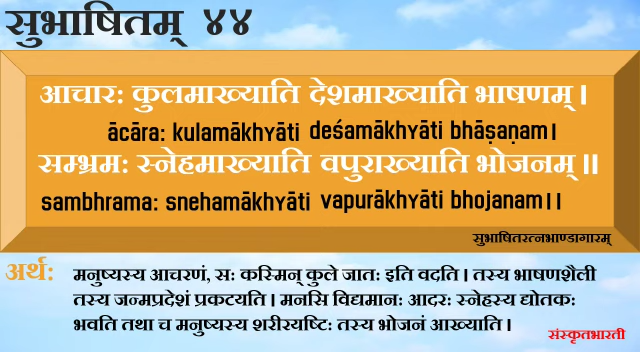 सुभाषितम् ४४
आचार: कुलमाख्याति देशमाख्याति भाषणम्।
ācāra: kulamākhyāti deśamākhyāti bhāṣaṇam।
सम्भ्रम: स्नेहमाख्याति वपुराख्याति भोजनम्॥
sambhrama: snehamākhyāti vapurākhyāti bhojanam।।
सुभाषितरत्नभाण्डागारम्
अर्थ: मनुष्यस्य आचरणं, स: कस्मिन् कुले जात: इति वदति। तस्य भाषणशैली
तस्य जन्मप्रदेशं प्रकटयति। मनसि विद्यमान: आदर: स्नेहस्य द्योतक:
भवति तथा च मनुष्यस्य शरीरयष्टि: तस्य भोजनं आख्याति।
संस्कृतभारती